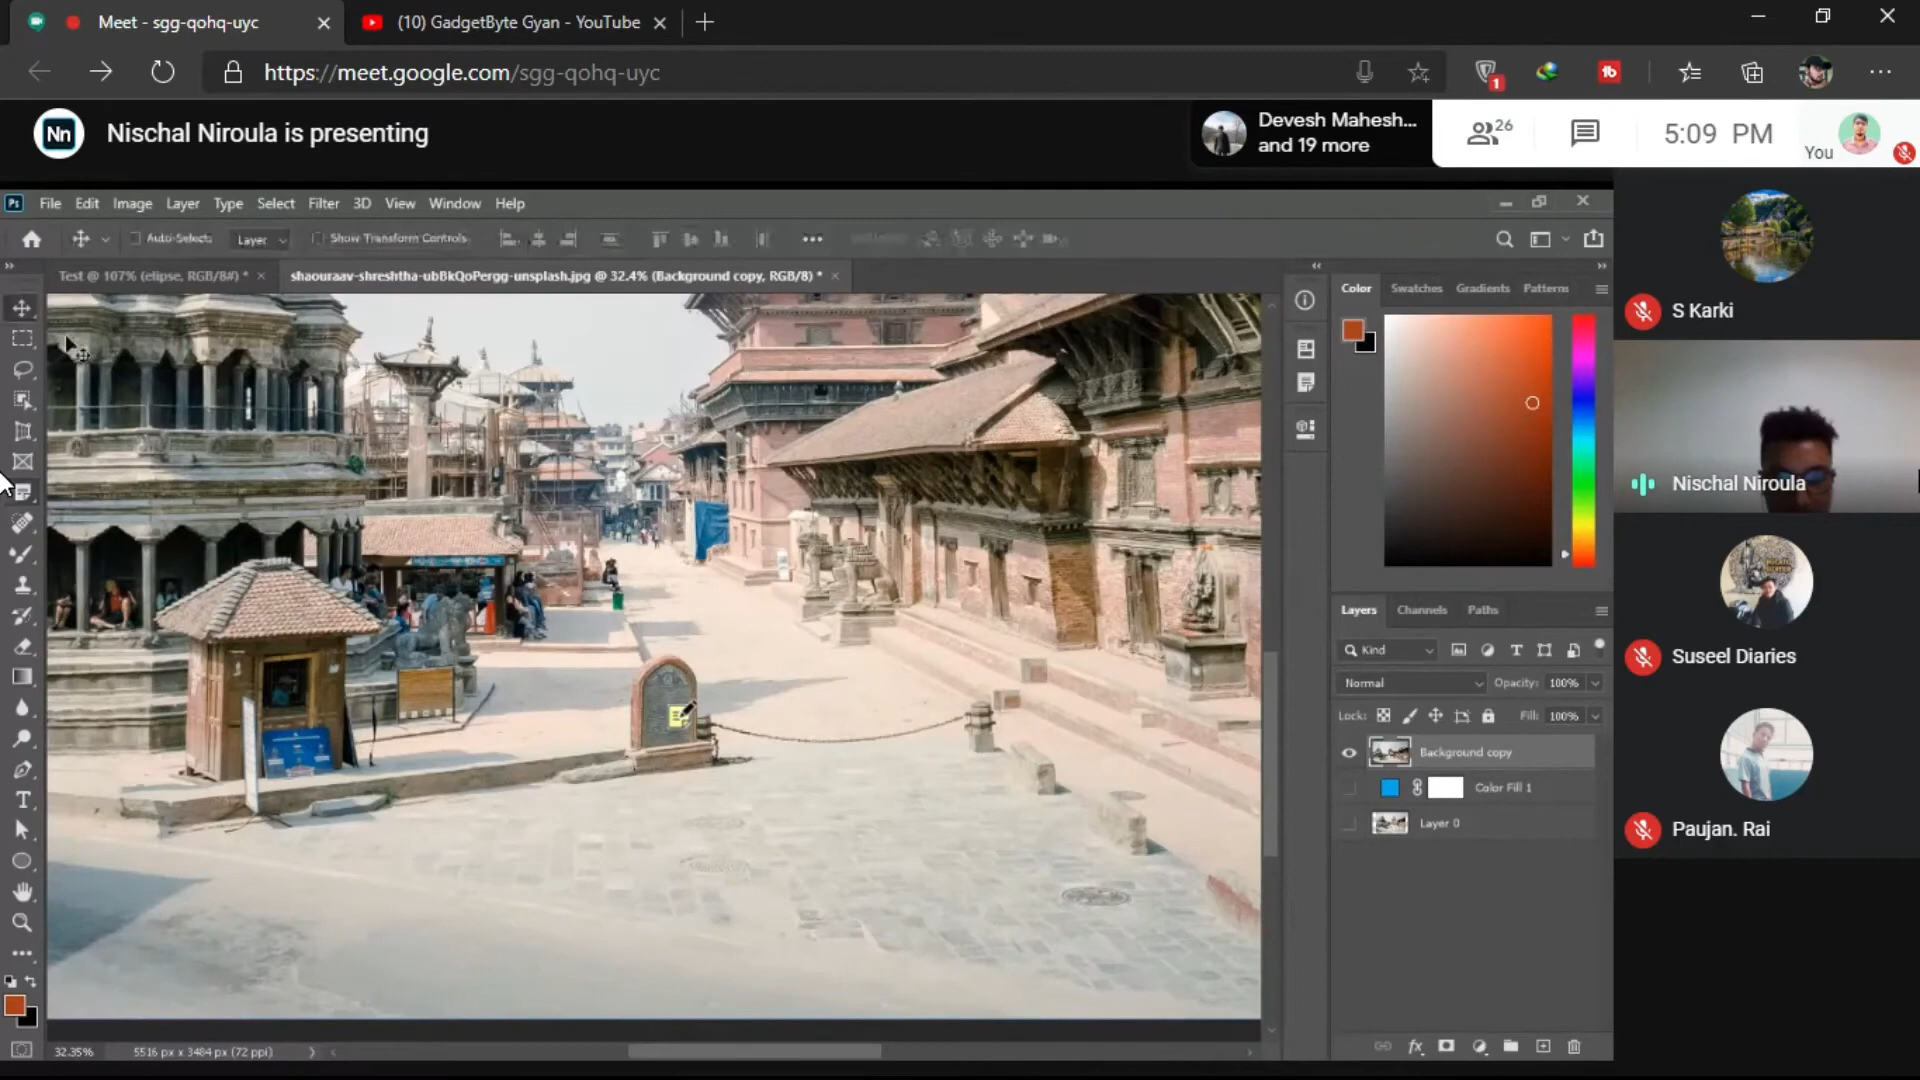 Meet - sgg-qohq-uyc
(10) GadgetByte Gyan - YouTube
https://meet.google.com/sgg-qohq-uyc
1
Nn
Nischal Niroula is presenting
Devesh Mahesh...
and 19 more
26
5:09 PM
You
Ps File Edit Image Layer Type Select Filter 3D View Window Help
Auto-Select: Layer Show Transform Controls
Test @ 107% (elipse, RGB/8#) *
shaouraav-shreshtha-ubBkQoPergg-unsplash.jpg @ 32.4% (Background copy, RGB/8) *
Color Swatches Gradients Patterns
Layers Channels Paths
Kind
Normal Opacity: 100%
Lock: Fill: 100%
Background copy
Color Fill 1
Layer 0
fx
32.35% 5516 px x 3484 px (72 ppi)
S Karki
Nischal Niroula
Suseel Diaries
Paujan. Rai